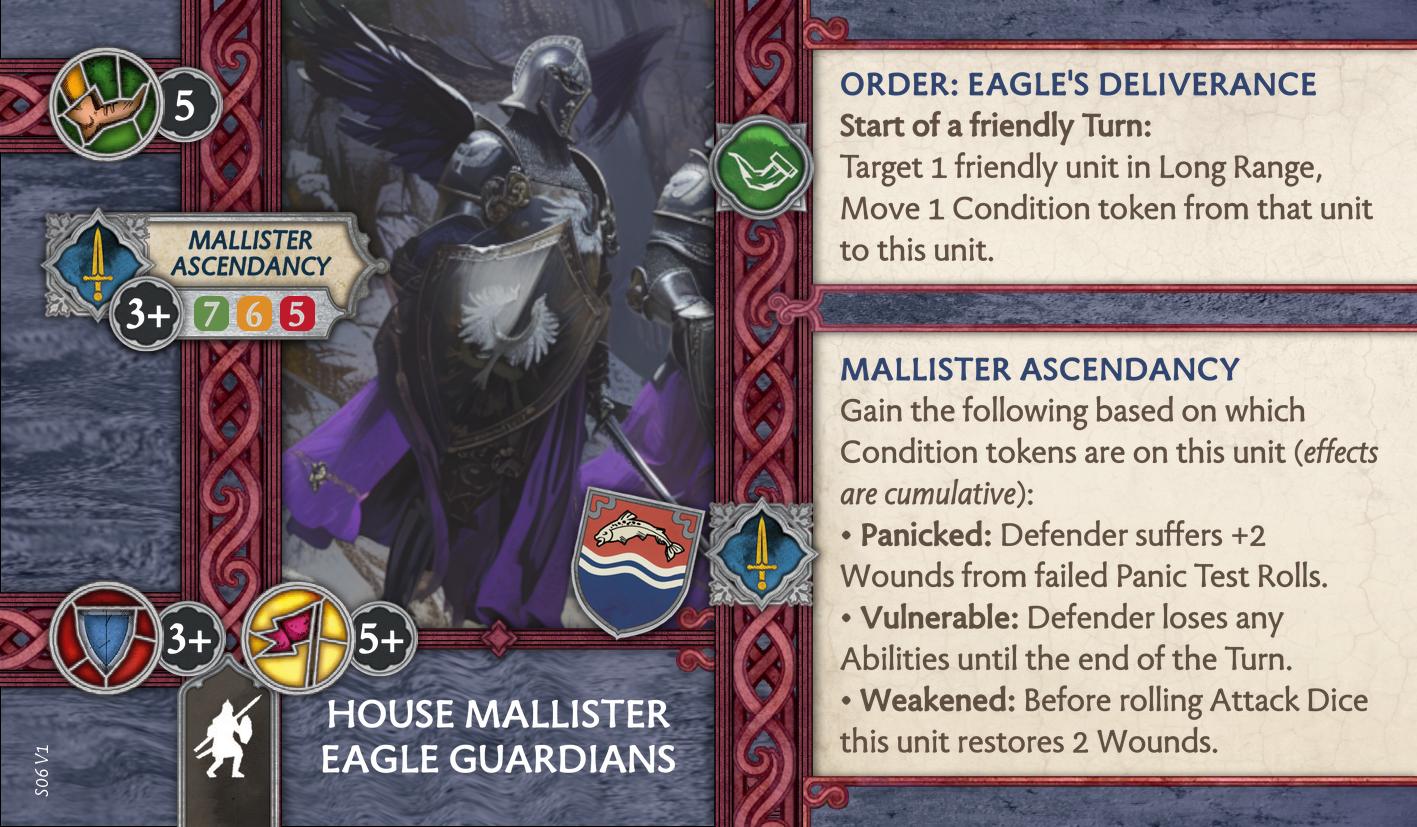 5
MALLISTER
ASCENDANCY
3+ 7 6 5
3+ 5+
HOUSE MALLISTER
EAGLE GUARDIANS
S06 V1
ORDER: EAGLE'S DELIVERANCE
Start of a friendly Turn:
Target 1 friendly unit in Long Range,
Move 1 Condition token from that unit
to this unit.
MALLISTER ASCENDANCY
Gain the following based on which
Condition tokens are on this unit (effects
are cumulative):
• Panicked: Defender suffers +2
Wounds from failed Panic Test Rolls.
• Vulnerable: Defender loses any
Abilities until the end of the Turn.
• Weakened: Before rolling Attack Dice
this unit restores 2 Wounds.